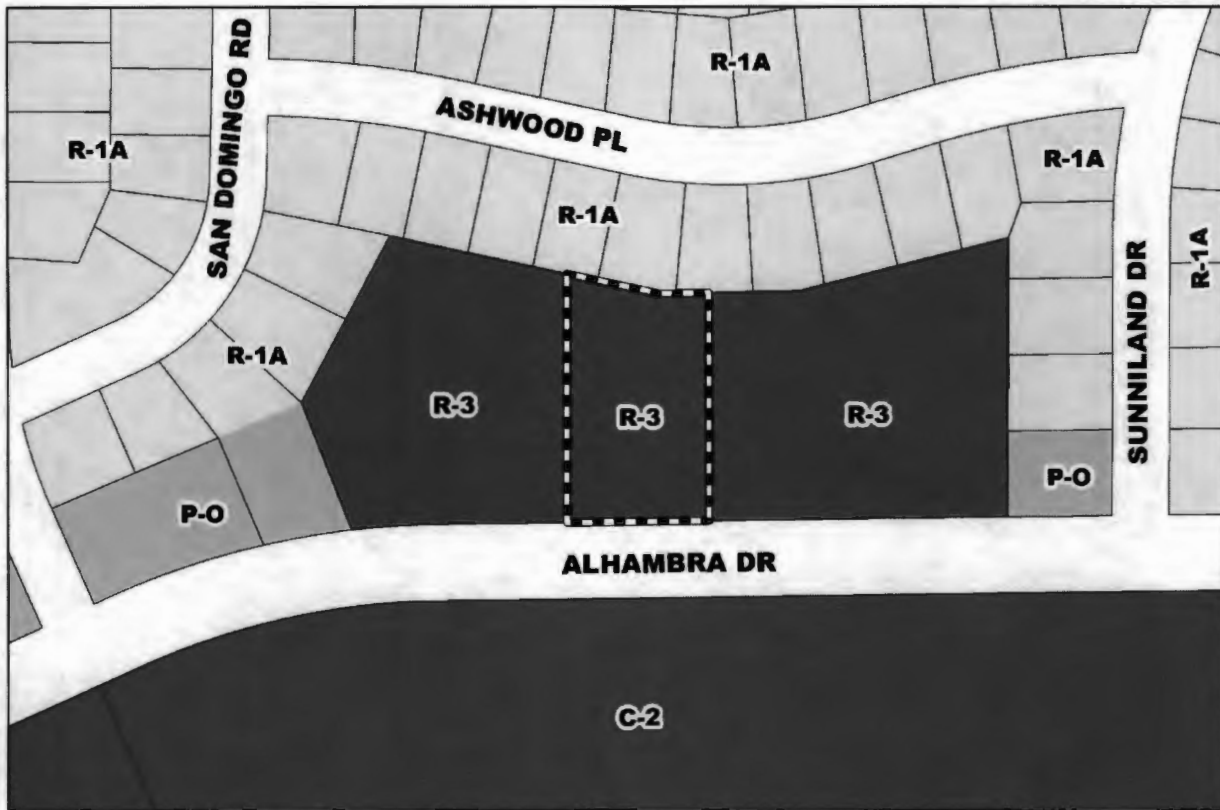 SAN DOMINGO RD
R-1A
ASHWOOD PL
R-1A
R-1A
R-1A
R-1A
R-1A
R-1A
SUNNILAND DR
R-3
R-3
R-3
P-O
P-O
ALHAMBRA DR
C-2